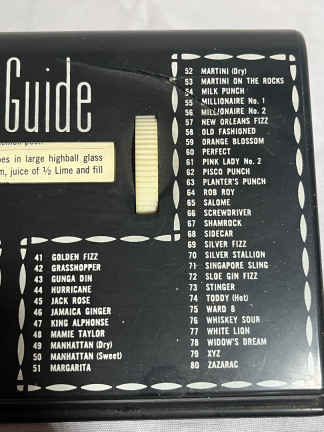 Guide
es in large highball glass
m, juice of ½ Lime and fill
41 GOLDEN FIZZ
42 GRASSHOPPER
43 GUNGA DIN
44 HURRICANE
45 JACK ROSE
46 JAMAICA GINGER
47 KING ALPHONSE
48 MAMIE TAYLOR
49 MANHATTAN (Dry)
50 MANHATTAN (Sweet)
51 MARGARITA
52 MARTINI (Dry)
53 MARTINI ON THE ROCKS
54 MILK PUNCH
55 MILLIONAIRE No. 1
56 MILLIONAIRE No. 2
57 NEW ORLEANS FIZZ
58 OLD FASHIONED
59 ORANGE BLOSSOM
60 PERFECT
61 PINK LADY No. 2
62 PISCO PUNCH
63 PLANTER'S PUNCH
64 ROB ROY
65 SALOME
66 SCREWDRIVER
67 SHAMROCK
68 SIDECAR
69 SILVER FIZZ
70 SILVER STALLION
71 SINGAPORE SLING
72 SLOE GIN FIZZ
73 STINGER
74 TODDY (Hot)
75 WARD 8
76 WHISKEY SOUR
77 WHITE LION
78 WIDOW'S DREAM
79 XYZ
80 ZAZARAC